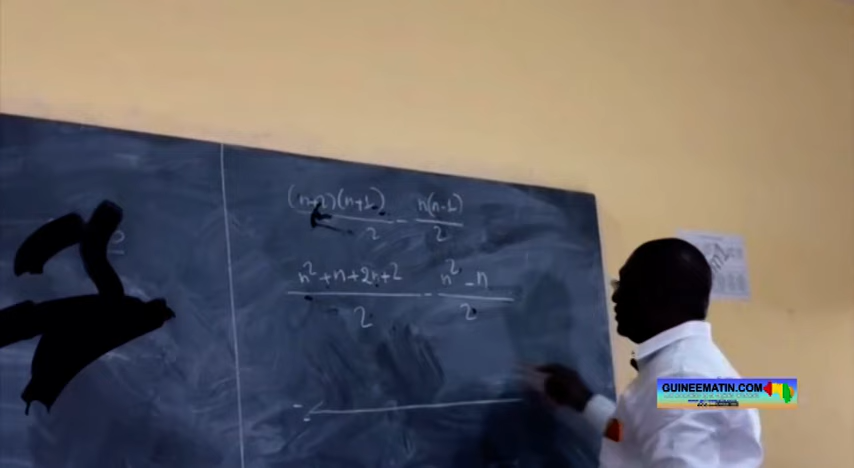 (n+2)(n+1)/2 - n(n-1)/2
n²+n+2n+2/2 - n²-n/2
GUINEEMATIN.COM